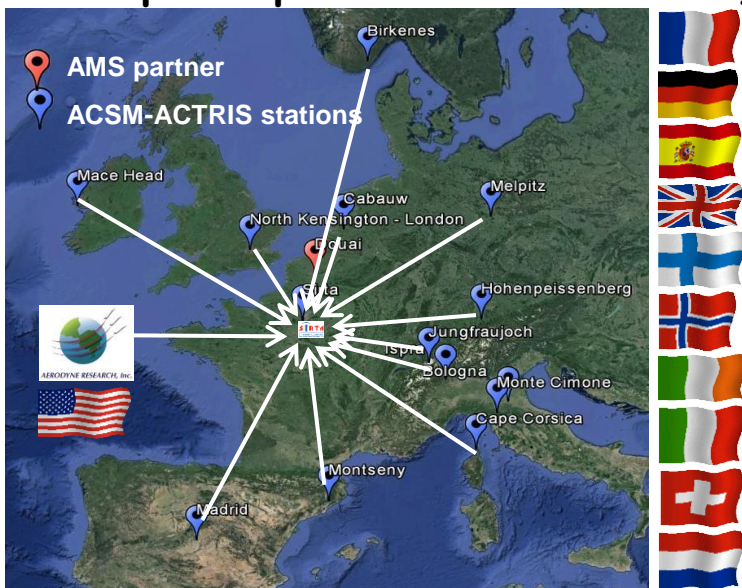 Birkenes
AMS partner
ACSM-ACTRIS stations
Mace Head
Cabauw
Melpitz
North Kensington - London
Douai
Sirta
SIRTA
Hohenpeissenberg
Jungfraujoch
Ispra
Bologna
AERODYNE RESEARCH, Inc.
Monte Cimone
Cape Corsica
Montseny
Madrid